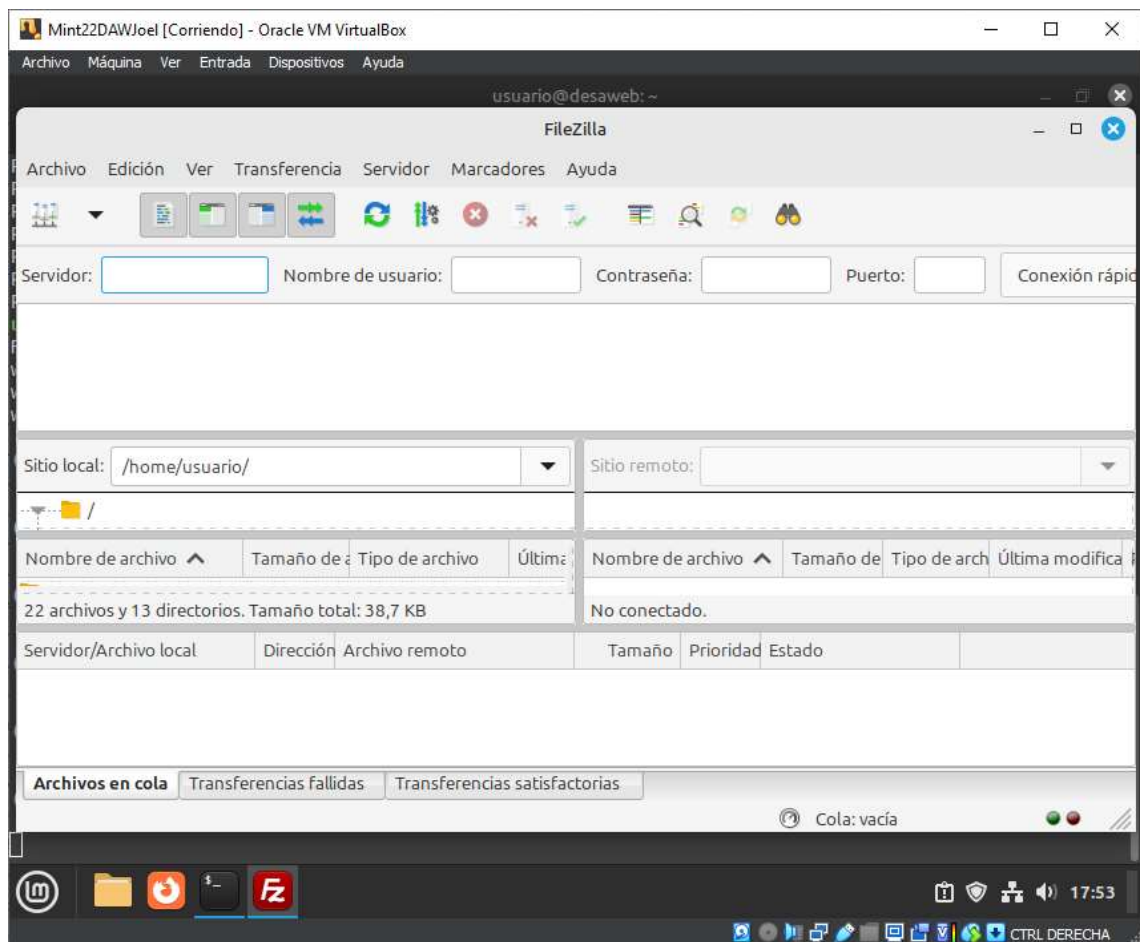 Mint22DAWJoel [Corriendo] - Oracle VM VirtualBox
Archivo Máquina Ver Entrada Dispositivos Ayuda
usuario@desaweb: ~
FileZilla
Archivo Edición Ver Transferencia Servidor Marcadores Ayuda
Servidor: Nombre de usuario: Contraseña: Puerto: Conexión rápid
Sitio local: /home/usuario/ Sitio remoto:
/
Nombre de archivo Tamaño de a Tipo de archivo Última Nombre de archivo Tamaño de Tipo de arch Última modifica
22 archivos y 13 directorios. Tamaño total: 38,7 KB No conectado.
Servidor/Archivo local Dirección Archivo remoto Tamaño Prioridad Estado
Archivos en cola Transferencias fallidas Transferencias satisfactorias
Cola: vacía
17:53
CTRL DERECHA